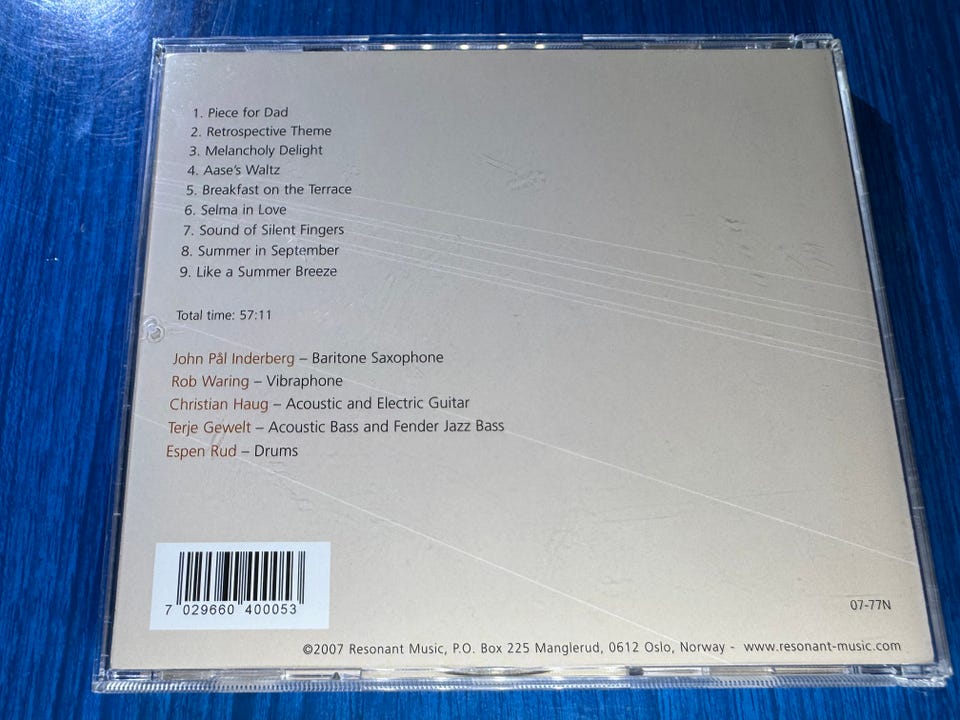 1. Piece for Dad
2. Retrospective Theme
3. Melancholy Delight
4. Aase's Waltz
5. Breakfast on the Terrace
6. Selma in Love
7. Sound of Silent Fingers
8. Summer in September
9. Like a Summer Breeze
Total time: 57:11
John Pål Inderberg – Baritone Saxophone
Rob Waring – Vibraphone
Christian Haug – Acoustic and Electric Guitar
Terje Gewelt – Acoustic Bass and Fender Jazz Bass
Espen Rud – Drums
7 029660 400053
07-77N
©2007 Resonant Music, P.O. Box 225 Manglerud, 0612 Oslo, Norway - www.resonant-music.com